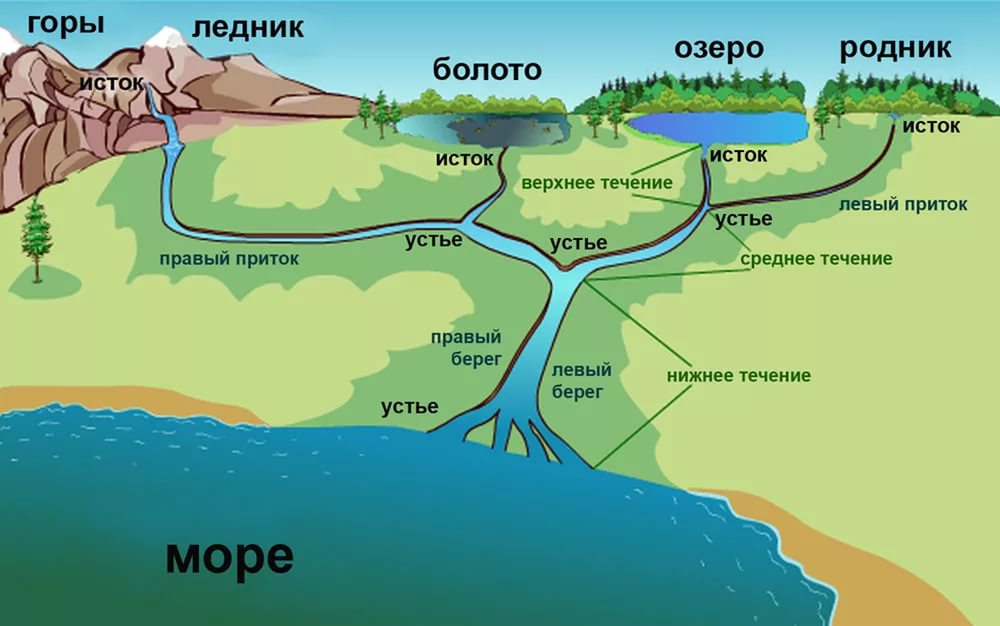 горы
ледник
болото
озеро
родник
исток
исток
исток
исток
верхнее течение
левый приток
устье
устье
устье
правый приток
среднее течение
правый
берег
левый
берег
нижнее течение
устье
море